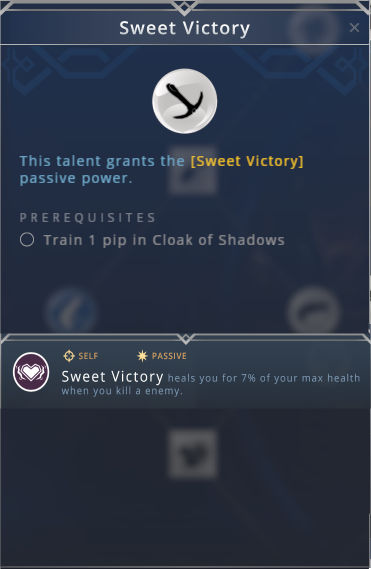 Sweet Victory
This talent grants the [Sweet Victory]
passive power.
PREREQUISITES
Train 1 pip in Cloak of Shadows
SELF PASSIVE
Sweet Victory heals you for 7% of your max health
when you kill a enemy.